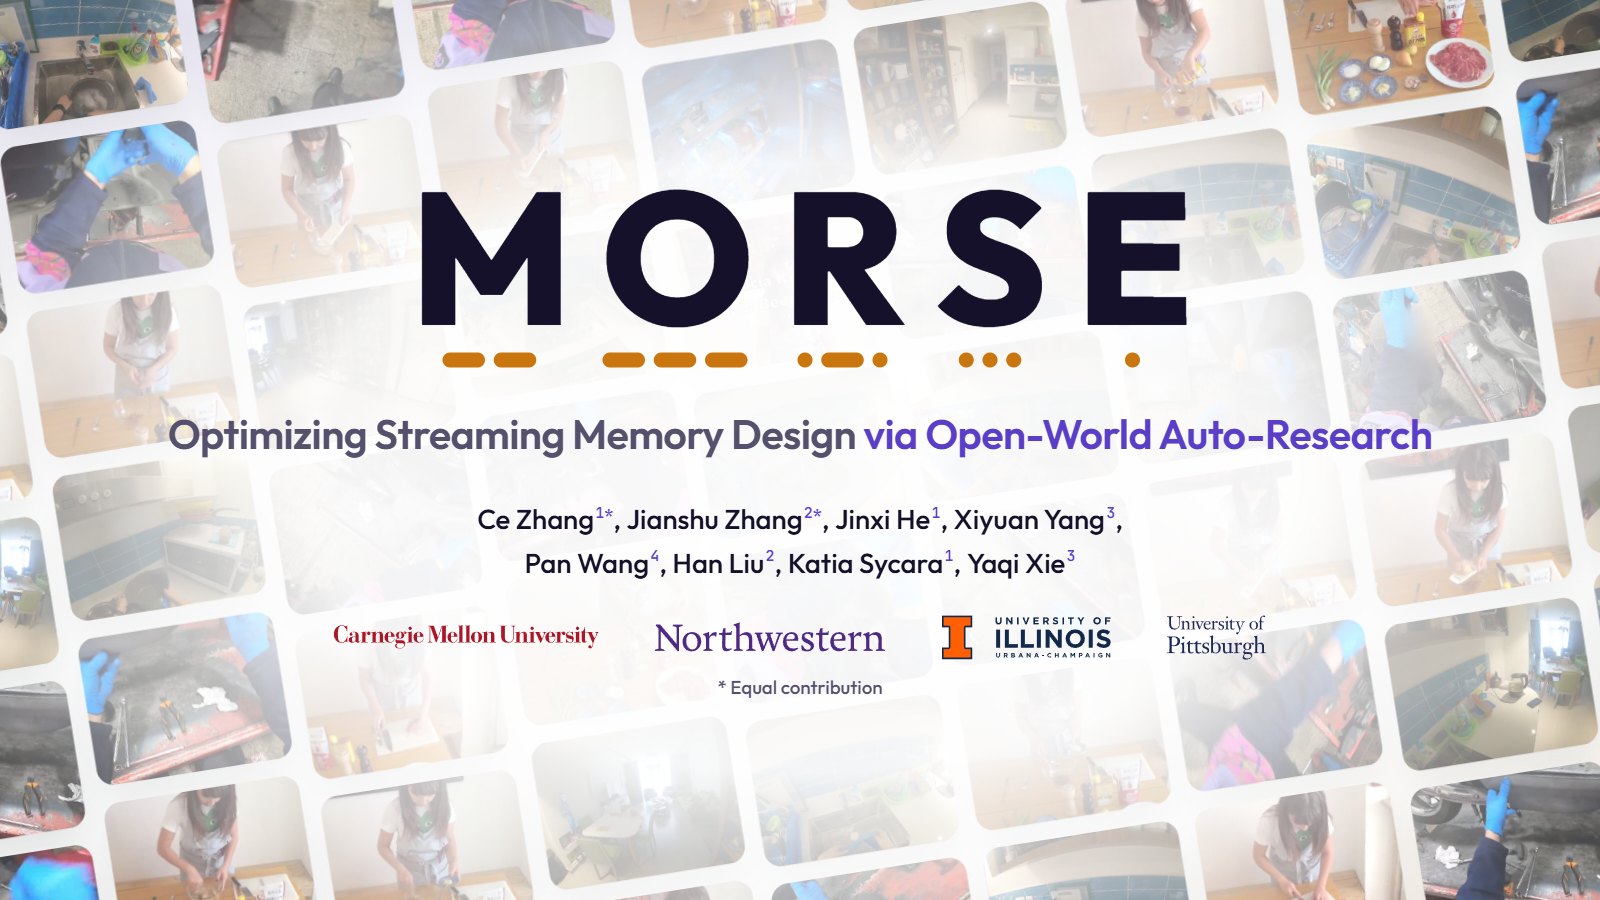 MORSE
Optimizing Streaming Memory Design via Open-World Auto-Research
Ce Zhang1*, Jianshu Zhang2*, Jinxi He1, Xiyuan Yang3,
Pan Wang4, Han Liu2, Katia Sycara1, Yaqi Xie3
Carnegie Mellon University
Northwestern
I
UNIVERSITY OF
ILLINOIS
URBANA-CHAMPAIGN
University of
Pittsburgh
* Equal contribution